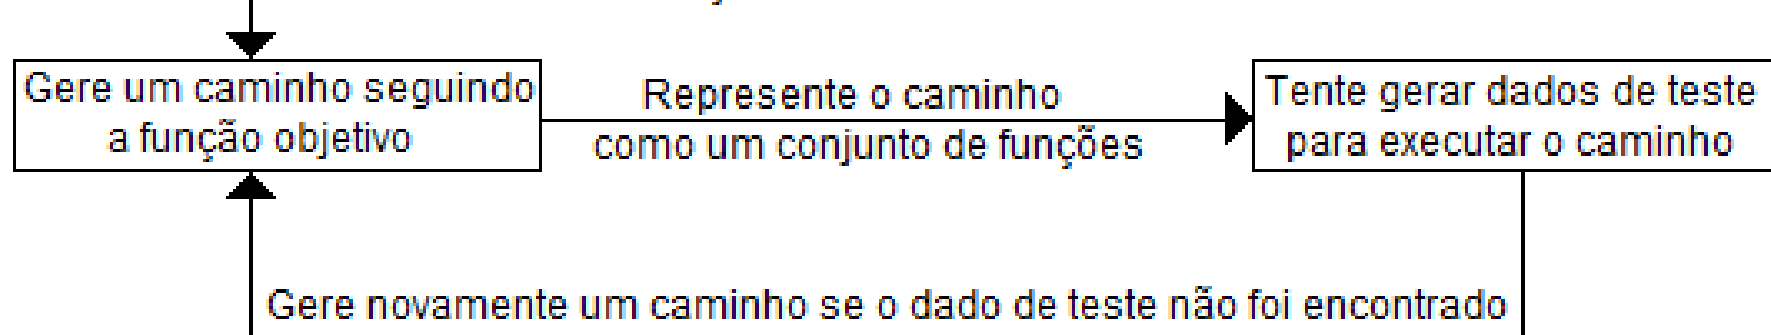 Gere um caminho seguindo
a função objetivo
Represente o caminho
como um conjunto de funções
Tente gerar dados de teste
para executar o caminho
Gere novamente um caminho se o dado de teste não foi encontrado